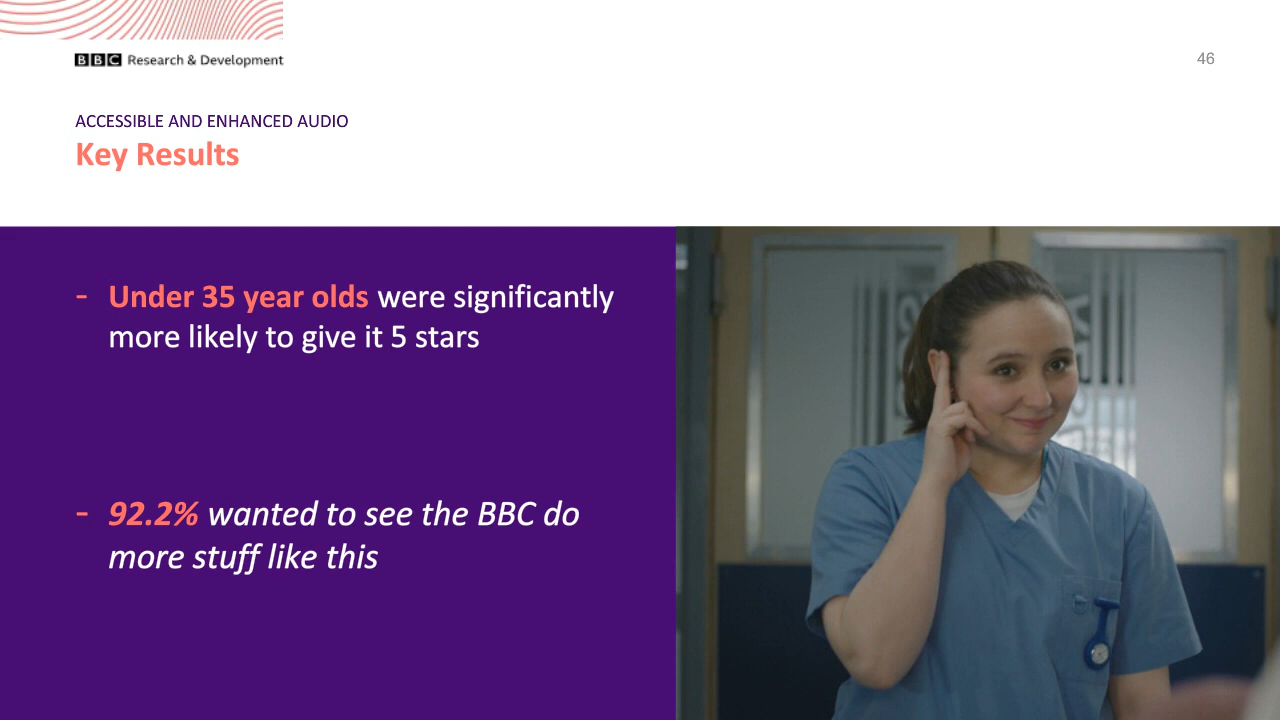 BBC Research & Development
46
ACCESSIBLE AND ENHANCED AUDIO
Key Results
- Under 35 year olds were significantly
more likely to give it 5 stars
- 92.2% wanted to see the BBC do
more stuff like this